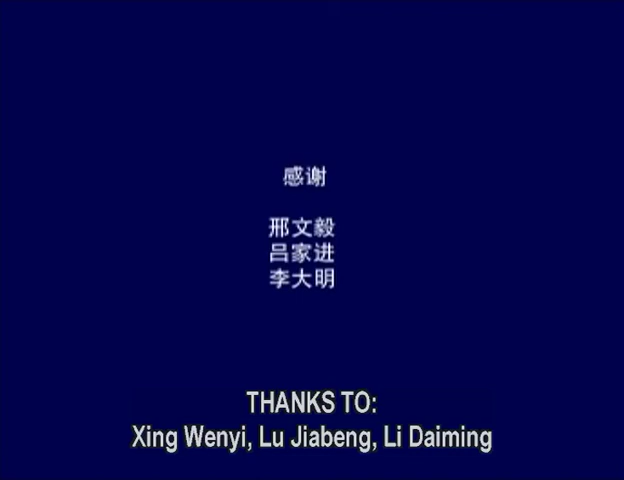 感谢
邢文毅
吕家进
李大明
THANKS TO:
Xing Wenyi, Lu Jiabeng, Li Daiming